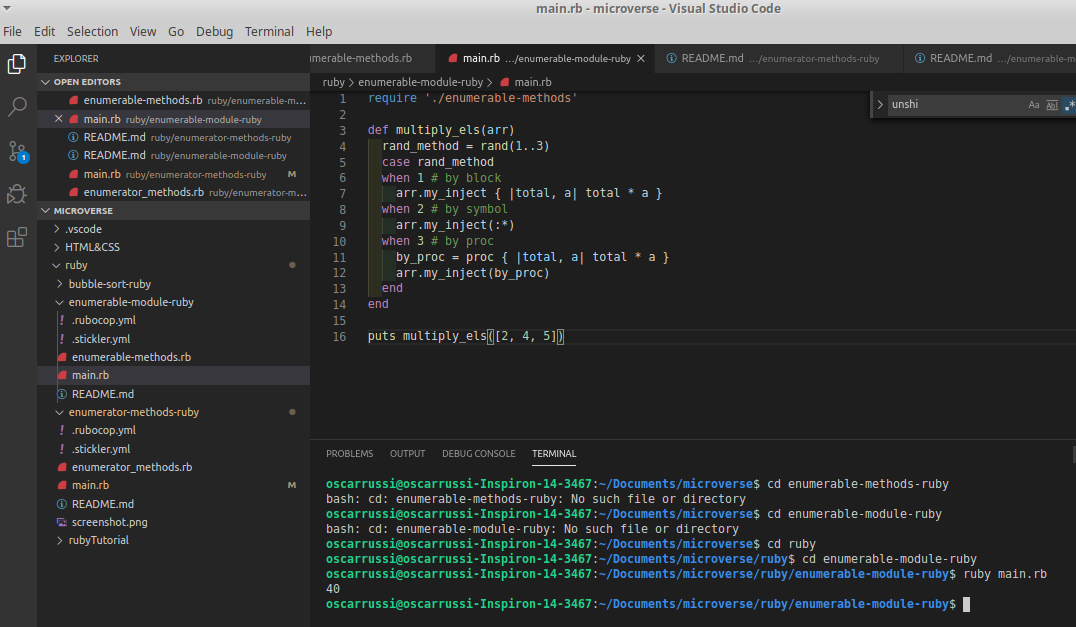 main.rb - microverse - Visual Studio Code
File Edit Selection View Go Debug Terminal Help
EXPLORER
OPEN EDITORS
enumerable-methods.rb ruby/enumerable-m...
main.rb ruby/enumerable-module-ruby
README.md ruby/enumerator-methods-ruby
README.md ruby/enumerable-module-ruby
main.rb ruby/enumerator-methods-ruby M
enumerator_methods.rb ruby/enumerator-m...
MICROVERSE
.vscode
HTML&CSS
ruby
bubble-sort-ruby
enumerable-module-ruby
! .rubocop.yml
! .stickler.yml
enumerable-methods.rb
main.rb
README.md
enumerator-methods-ruby
! .rubocop.yml
! .stickler.yml
enumerator_methods.rb
main.rb M
README.md
screenshot.png
rubyTutorial
1
numerable-methods.rb main.rb .../enumerable-module-ruby README.md .../enumerator-methods-ruby README.md .../enumerable-m
ruby > enumerable-module-ruby > main.rb
unshi Aa Abl .*
1 require './enumerable-methods'
2
3 def multiply_els(arr)
4   rand_method = rand(1..3)
5   case rand_method
6   when 1 # by block
7     arr.my_inject { |total, a| total * a }
8   when 2 # by symbol
9     arr.my_inject(:*)
10   when 3 # by proc
11     by_proc = proc { |total, a| total * a }
12     arr.my_inject(by_proc)
13   end
14 end
15
16 puts multiply_els([2, 4, 5])
PROBLEMS OUTPUT DEBUG CONSOLE TERMINAL
oscarrussi@oscarrussi-Inspiron-14-3467:~/Documents/microverse$ cd enumerable-methods-ruby
bash: cd: enumerable-methods-ruby: No such file or directory
oscarrussi@oscarrussi-Inspiron-14-3467:~/Documents/microverse$ cd enumerable-module-ruby
bash: cd: enumerable-module-ruby: No such file or directory
oscarrussi@oscarrussi-Inspiron-14-3467:~/Documents/microverse$ cd ruby
oscarrussi@oscarrussi-Inspiron-14-3467:~/Documents/microverse/ruby$ cd enumerable-module-ruby
oscarrussi@oscarrussi-Inspiron-14-3467:~/Documents/microverse/ruby/enumerable-module-ruby$ ruby main.rb
40
oscarrussi@oscarrussi-Inspiron-14-3467:~/Documents/microverse/ruby/enumerable-module-ruby$